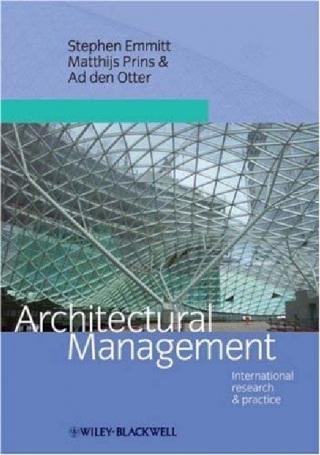 Stephen Emmitt
Matthijs Prins &
Ad den Otter
Architectural
Management
International
research
& practice
WILEY-BLACKWELL